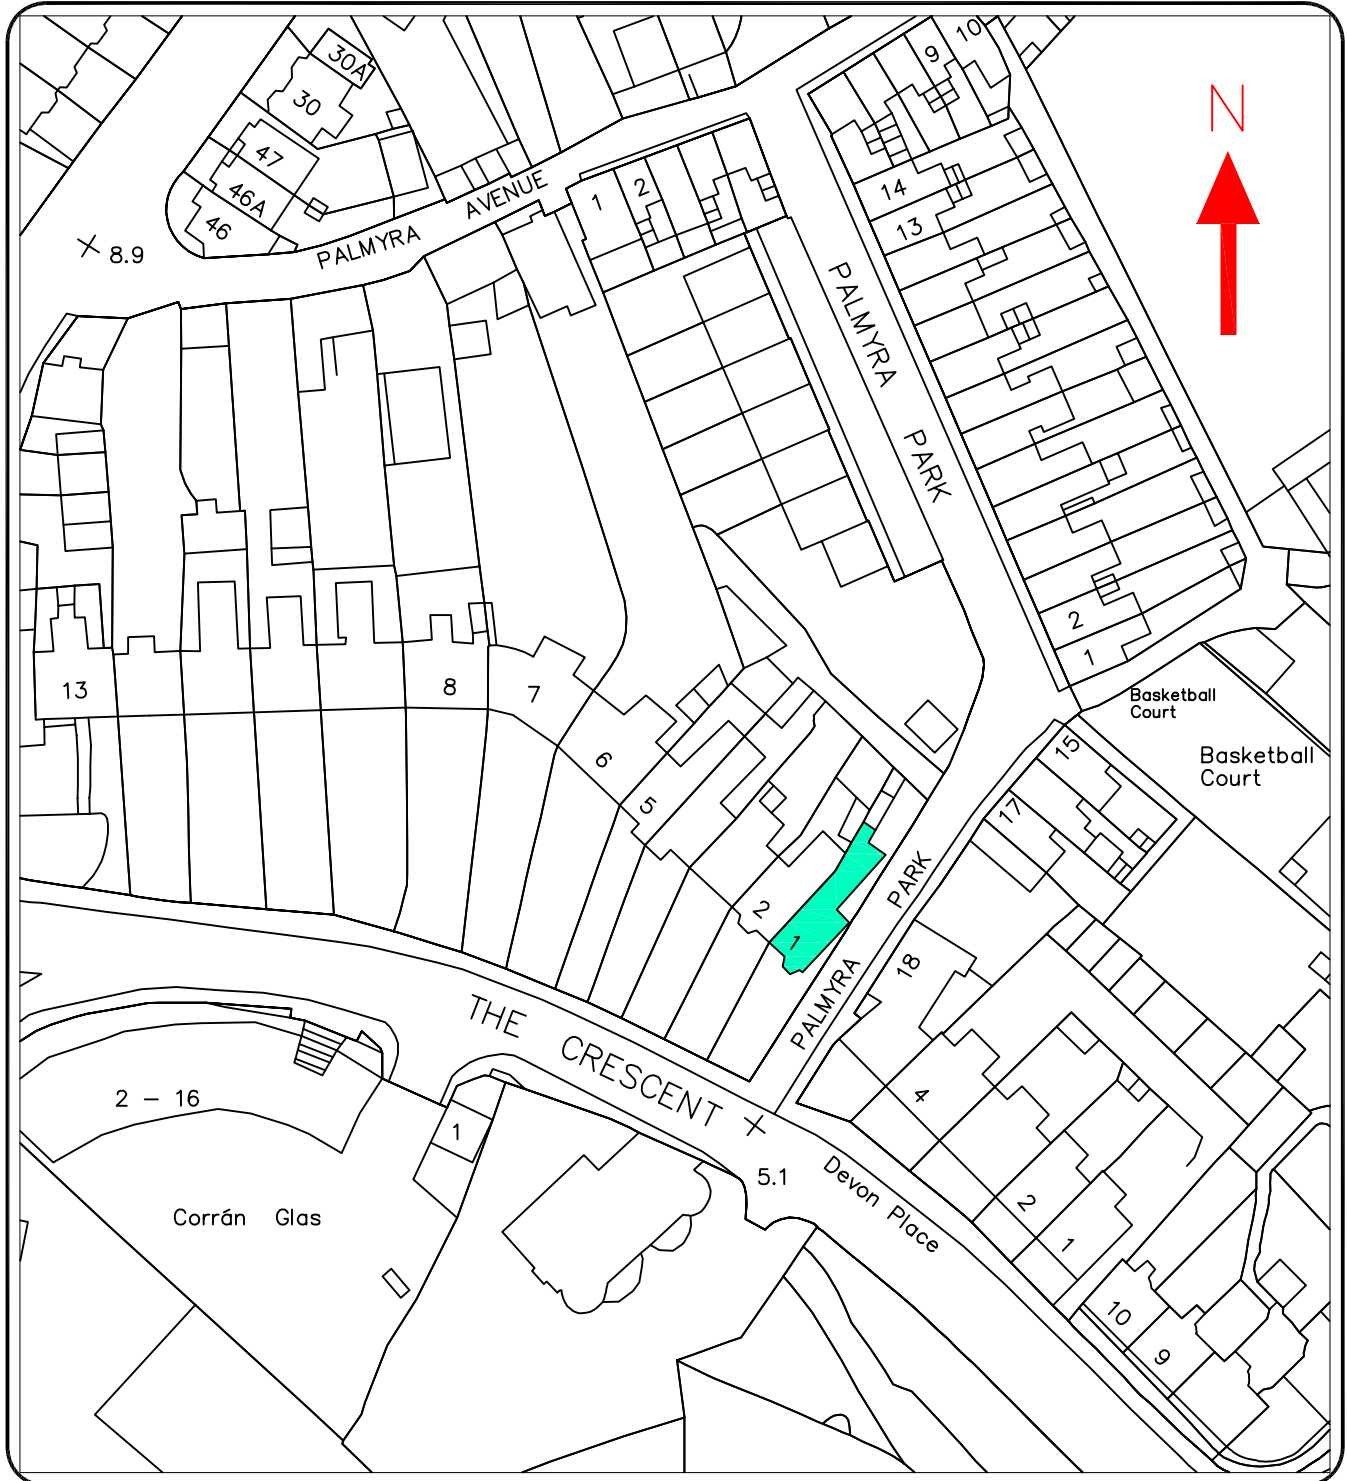 30A
30
9
10
N
47
46A
46
1
2
14
13
AVENUE
PALMYRA
8.9
PALMYRA
PARK
2
1
13
8
7
6
5
Basketball
Court
Basketball
Court
15
17
2
1
PARK
PALMYRA
18
THE CRESCENT
4
2 - 16
1
5.1
Devon Place
Corrán Glas
2
1
10
9